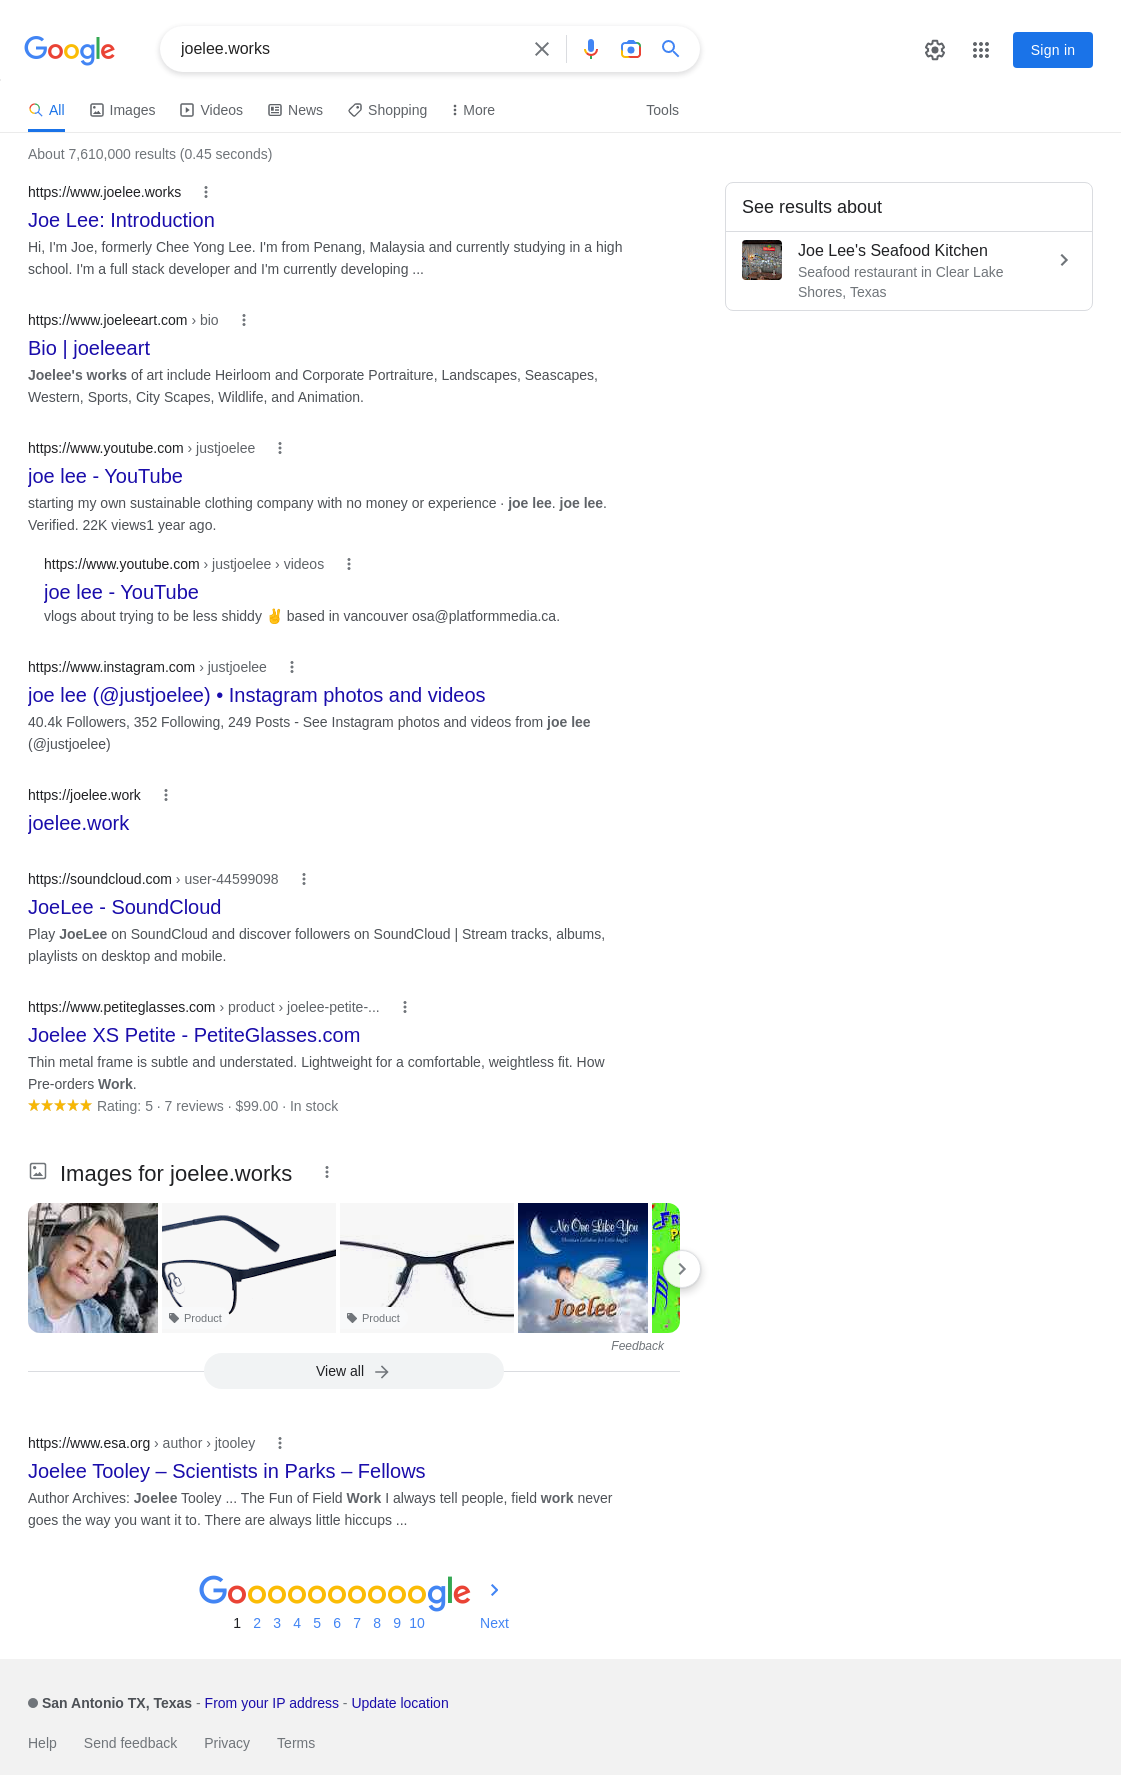 Google
joelee.works
Sign in
All
Images
Videos
News
Shopping
More
Tools
About 7,610,000 results (0.45 seconds)
https://www.joelee.works
Joe Lee: Introduction
Hi, I'm Joe, formerly Chee Yong Lee. I'm from Penang, Malaysia and currently studying in a high
school. I'm a full stack developer and I'm currently developing ...
See results about
Joe Lee's Seafood Kitchen
Seafood restaurant in Clear Lake
Shores, Texas
https://www.joeleeart.com › bio
Bio | joeleeart
Joelee's works of art include Heirloom and Corporate Portraiture, Landscapes, Seascapes,
Western, Sports, City Scapes, Wildlife, and Animation.
https://www.youtube.com › justjoelee
joe lee - YouTube
starting my own sustainable clothing company with no money or experience · joe lee. joe lee.
Verified. 22K views1 year ago.
https://www.youtube.com › justjoelee › videos
joe lee - YouTube
vlogs about trying to be less shiddy ✌ based in vancouver osa@platformmedia.ca.
https://www.instagram.com › justjoelee
joe lee (@justjoelee) • Instagram photos and videos
40.4k Followers, 352 Following, 249 Posts - See Instagram photos and videos from joe lee
(@justjoelee)
https://joelee.work
joelee.work
https://soundcloud.com › user-44599098
JoeLee - SoundCloud
Play JoeLee on SoundCloud and discover followers on SoundCloud | Stream tracks, albums,
playlists on desktop and mobile.
https://www.petiteglasses.com › product › joelee-petite-...
Joelee XS Petite - PetiteGlasses.com
Thin metal frame is subtle and understated. Lightweight for a comfortable, weightless fit. How
Pre-orders Work.
Rating: 5 · 7 reviews · $99.00 · In stock
Images for joelee.works
Product
Product
No One Like You
Joelee
Feedback
View all
https://www.esa.org › author › jtooley
Joelee Tooley – Scientists in Parks – Fellows
Author Archives: Joelee Tooley ... The Fun of Field Work I always tell people, field work never
goes the way you want it to. There are always little hiccups ...
Goooooooooogle
1 2 3 4 5 6 7 8 9 10 Next
San Antonio TX, Texas - From your IP address - Update location
Help
Send feedback
Privacy
Terms